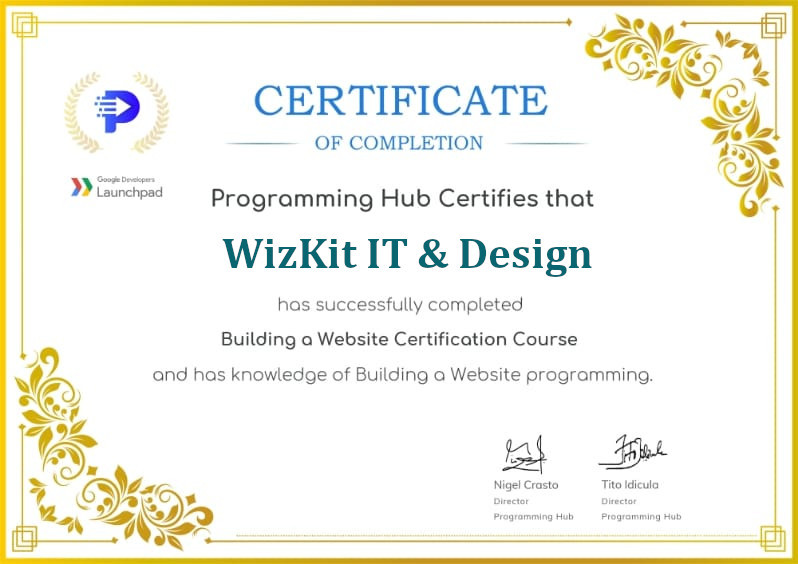 CERTIFICATE
OF COMPLETION
Google Developers
Launchpad
Programming Hub Certifies that
WizKit IT & Design
has successfully completed
Building a Website Certification Course
and has knowledge of Building a Website programming.
Nigel Crasto
Director
Programming Hub
Tito Idicula
Director
Programming Hub